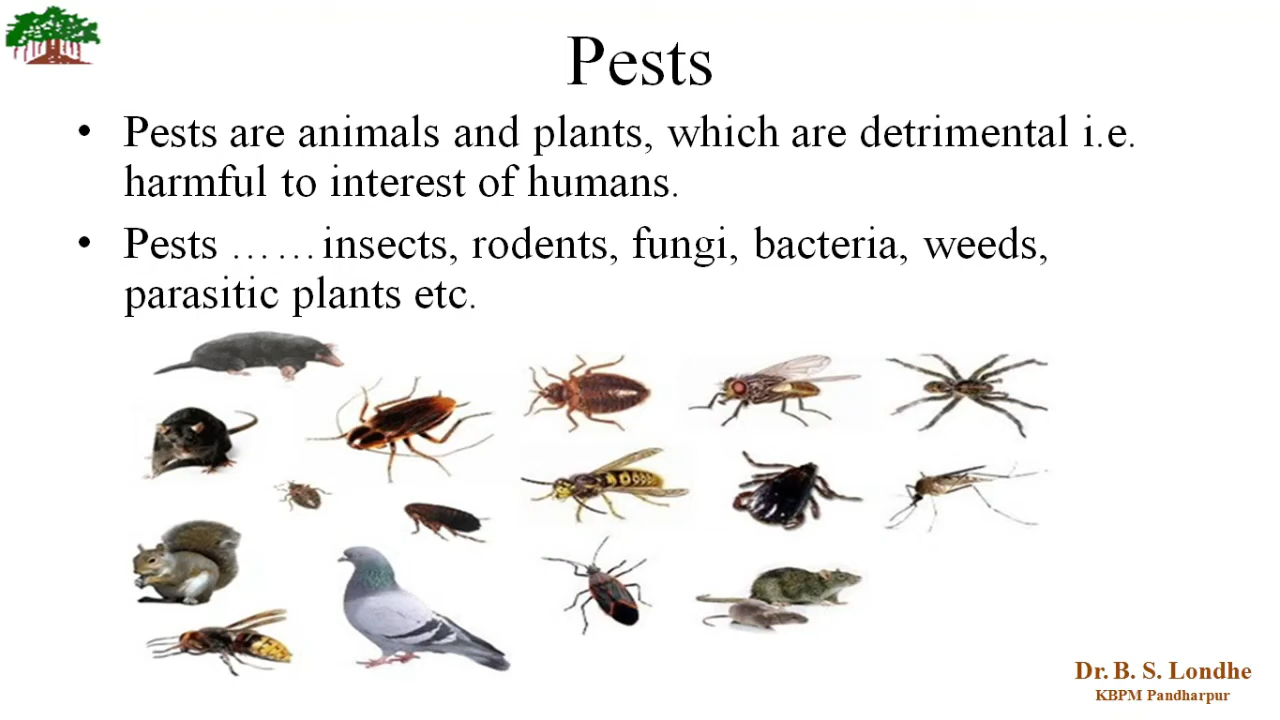 Pests
• Pests are animals and plants, which are detrimental i.e.
harmful to interest of humans.
• Pests ……insects, rodents, fungi, bacteria, weeds,
parasitic plants etc.
Dr. B. S. Londhe
KBPM Pandharpur